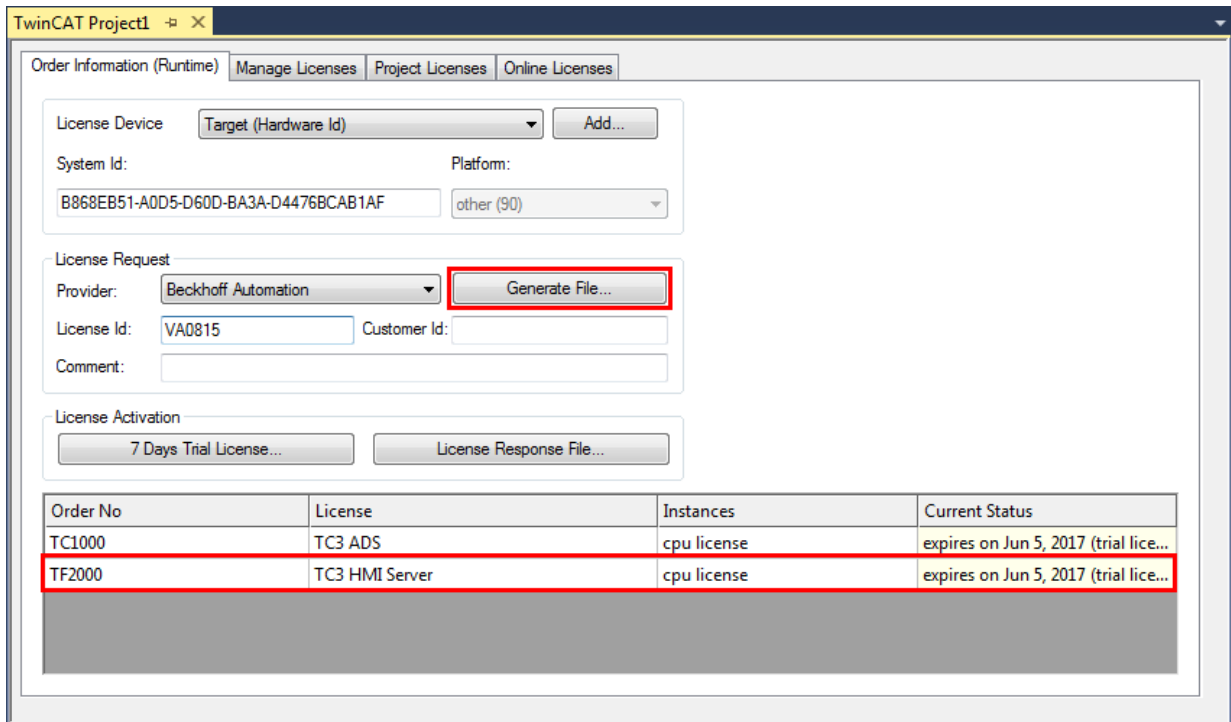 TwinCAT Project1
Order Information (Runtime) Manage Licenses Project Licenses Online Licenses
License Device Target (Hardware Id) Add...
System Id: Platform:
B868EB51-A0D5-D60D-BA3A-D4476BCAB1AF other (90)
License Request
Provider: Beckhoff Automation Generate File...
License Id: VA0815 Customer Id:
Comment:
License Activation
7 Days Trial License... License Response File...
Order No License Instances Current Status
TC1000 TC3 ADS cpu license expires on Jun 5, 2017 (trial lice...
TF2000 TC3 HMI Server cpu license expires on Jun 5, 2017 (trial lice...